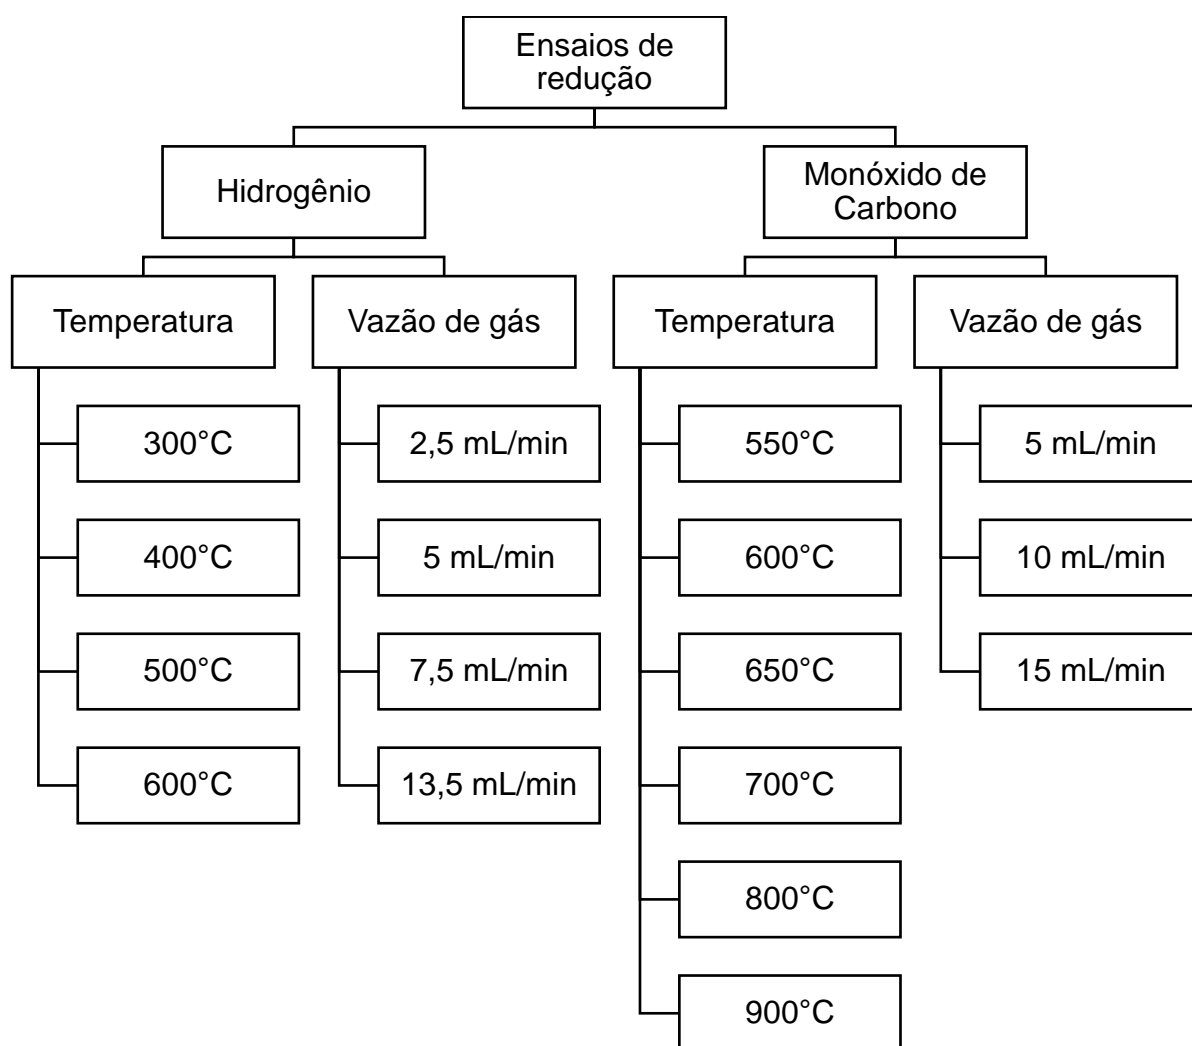 Ensaios de
redução
Hidrogênio
Monóxido de
Carbono
Temperatura
Vazão de gás
Temperatura
Vazão de gás
300°C
2,5 mL/min
550°C
5 mL/min
400°C
5 mL/min
600°C
10 mL/min
500°C
7,5 mL/min
650°C
15 mL/min
600°C
13,5 mL/min
700°C
800°C
900°C